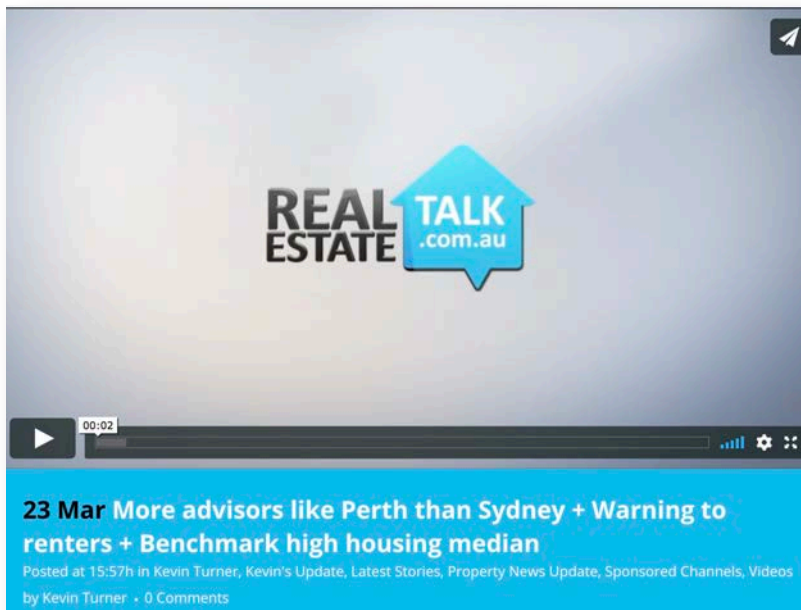 REAL
ESTATE
TALK
.com.au
00:02
23 Mar More advisors like Perth than Sydney + Warning to
renters + Benchmark high housing median
Posted at 15:57h in Kevin Turner, Kevin's Update, Latest Stories, Property News Update, Sponsored Channels, Videos
by Kevin Turner • 0 Comments